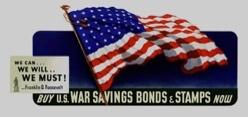 WE CAN...
WE WILL..
WE MUST!
...Franklin D. Roosevelt
BUY U.S. WAR SAVINGS BONDS & STAMPS NOW